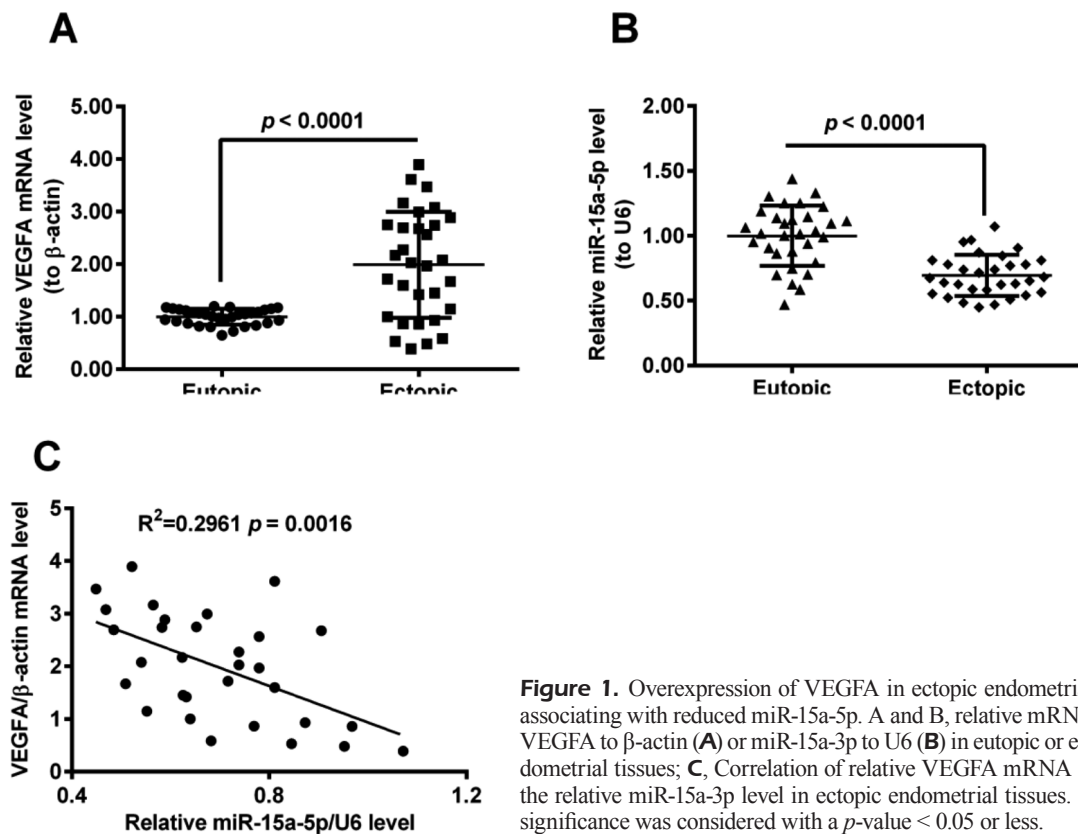 A
Relative VEGFA mRNA level
(to β-actin)
5.00
4.00
3.00
2.00
1.00
0.00
p < 0.0001
Eutopic
Ectopic
B
Relative miR-15a-5p level
(to U6)
2.00
1.50
1.00
0.50
0.00
p < 0.0001
Eutopic
Ectopic
C
VEGFA/β-actin mRNA level
5
4
3
2
1
0
R²=0.2961 p = 0.0016
0.4
0.8
1.2
Relative miR-15a-5p/U6 level
Figure 1. Overexpression of VEGFA in ectopic endometri
associating with reduced miR-15a-5p. A and B, relative mRN
VEGFA to β-actin (A) or miR-15a-3p to U6 (B) in eutopic or e
dometrial tissues; C, Correlation of relative VEGFA mRNA
the relative miR-15a-3p level in ectopic endometrial tissues.
significance was considered with a p-value < 0.05 or less.